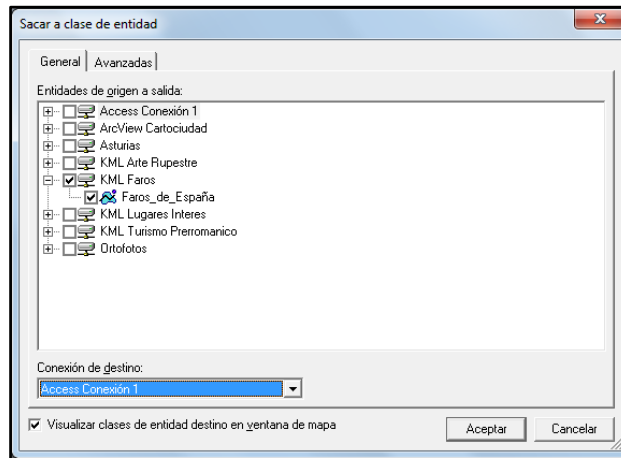 Sacar a clase de entidad
General Avanzadas
Entidades de origen a salida:
Access Conexión 1
ArcView Cartociudad
Asturias
KML Arte Rupestre
KML Faros
Faros_de_España
KML Lugares Interes
KML Turismo Prerromanico
Ortofotos
Conexión de destino:
Access Conexión 1
Visualizar clases de entidad destino en ventana de mapa
Aceptar Cancelar